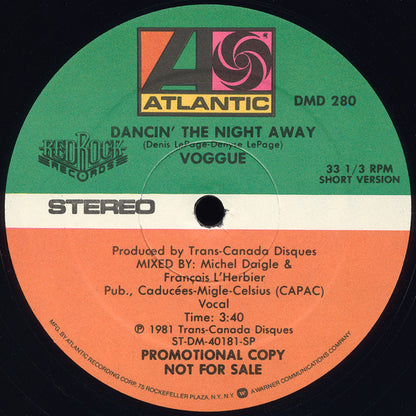 ATLANTIC
DMD 280
DANCIN' THE NIGHT AWAY
(Denis LePage-Denyse LePage)
VOGGUE
REDROCK
RECORDS
33 1/3 RPM
SHORT VERSION
STEREO
Produced by Trans-Canada Disques
MIXED BY: Michel Daigle &
François L'Herbier
Pub., Caducées-Migle-Celsius (CAPAC)
Vocal
Time: 3:40
℗ 1981 Trans-Canada Disques
ST-DM-40181-SP
PROMOTIONAL COPY
NOT FOR SALE
MFG. BY ATLANTIC RECORDING CORP., 75 ROCKEFELLER PLAZA, N.Y., N.Y. A WARNER COMMUNICATIONS COMPANY